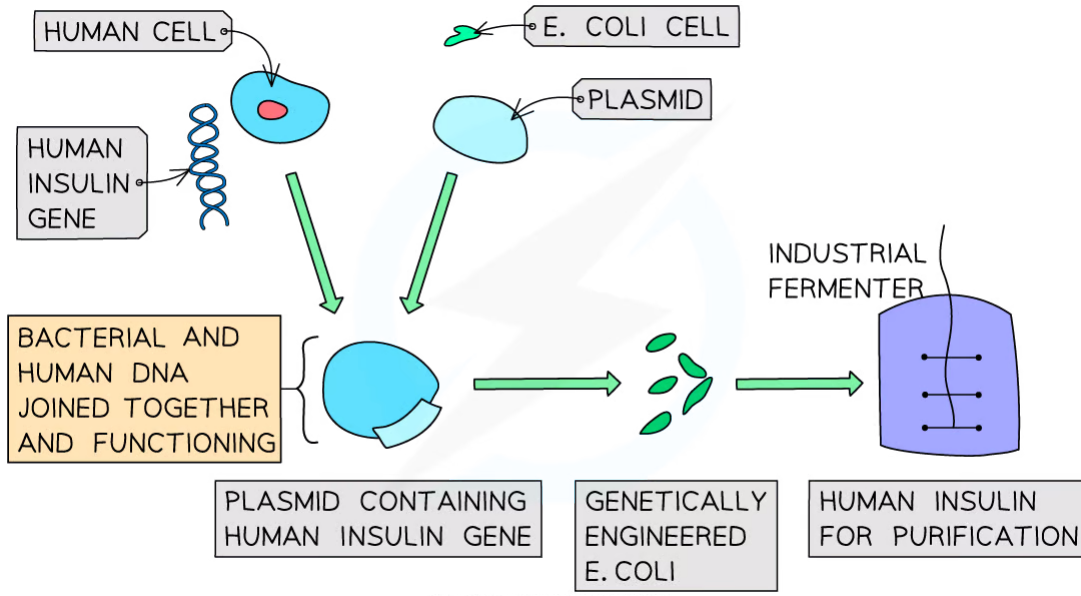 HUMAN CELL
E. COLI CELL
PLASMID
HUMAN
INSULIN
GENE
INDUSTRIAL
FERMENTER
BACTERIAL AND
HUMAN DNA
JOINED TOGETHER
AND FUNCTIONING
PLASMID CONTAINING
HUMAN INSULIN GENE
GENETICALLY
ENGINEERED
E. COLI
HUMAN INSULIN
FOR PURIFICATION